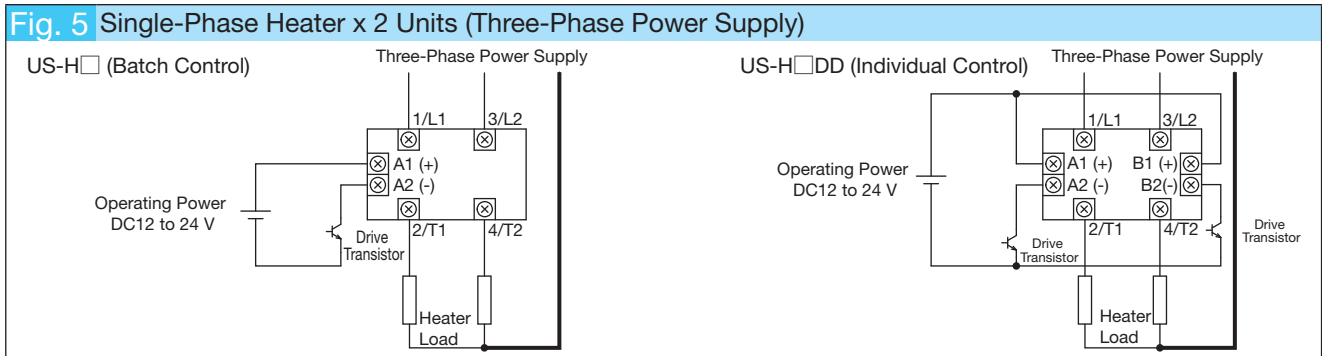 Fig. 5 Single-Phase Heater x 2 Units (Three-Phase Power Supply)
US-H□ (Batch Control)
Three-Phase Power Supply
1/L1
3/L2
A1 (+)
A2 (-)
Operating Power
DC12 to 24 V
Drive
Transistor
2/T1
4/T2
Heater
Load
US-H□DD (Individual Control)
Three-Phase Power Supply
1/L1
3/L2
A1 (+)
B1 (+)
A2 (-)
B2(-)
Operating Power
DC12 to 24 V
2/T1
4/T2
Drive
Transistor
Drive
Transistor
Heater
Load